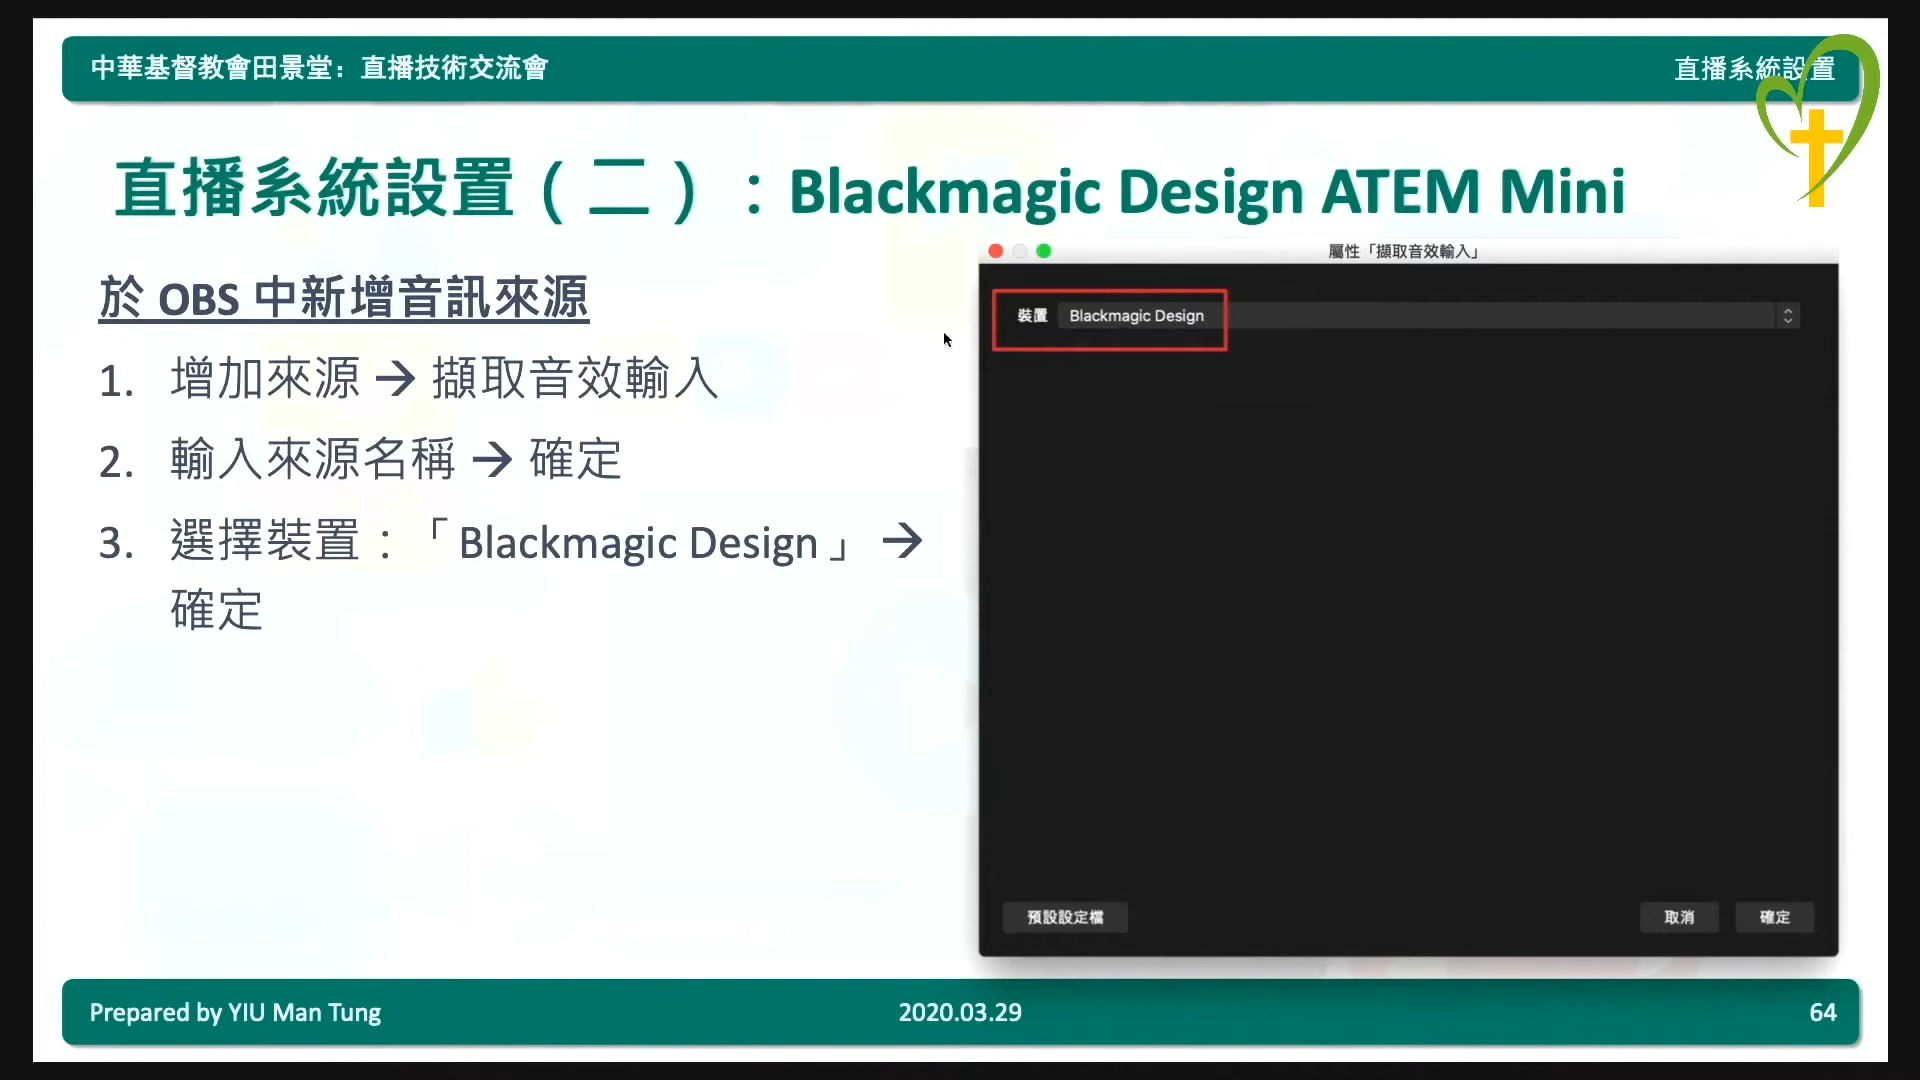 中華基督教會田景堂：直播技術交流會
直播系統設置
直播系統設置（二）：Blackmagic Design ATEM Mini
於 OBS 中新增音訊來源
1. 增加來源 → 擷取音效輸入
2. 輸入來源名稱 → 確定
3. 選擇裝置：「Blackmagic Design」 →
確定
屬性「擷取音效輸入」
裝置 Blackmagic Design
預設設定檔
取消
確定
Prepared by YIU Man Tung
2020.03.29
64